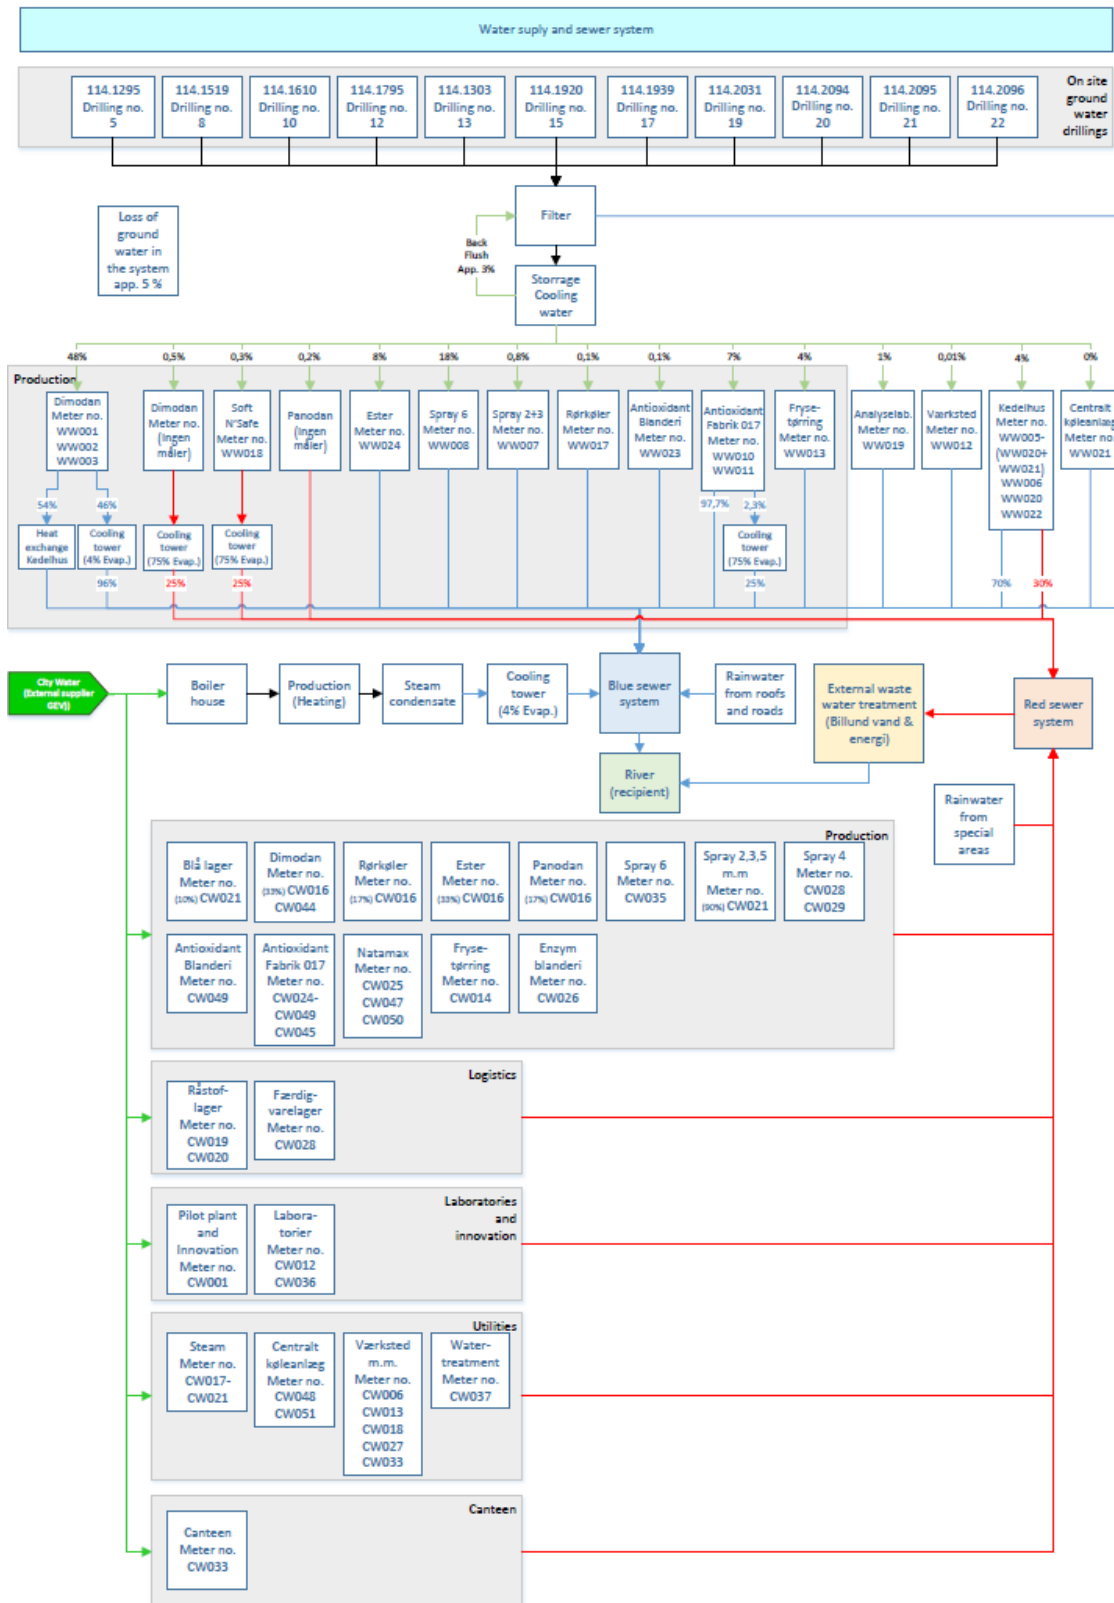 Water suply and sewer system
114.1295
Drilling no.
5
114.1519
Drilling no.
8
114.1610
Drilling no.
10
114.1795
Drilling no.
12
114.1303
Drilling no.
13
114.1920
Drilling no.
15
114.1939
Drilling no.
17
114.2031
Drilling no.
19
114.2094
Drilling no.
20
114.2095
Drilling no.
21
114.2096
Drilling no.
22
On site
ground
water
drillings
Loss of
ground
water in
the system
app. 5 %
Filter
Back
Flush
App. 3%
Storrage
Cooling
water
48%
0,5%
0,3%
0,2%
8%
18%
0,8%
0,1%
0,1%
7%
4%
1%
0,01%
4%
0%
Production
Dimodan
Meter no.
WW001
WW002
WW003
Dimodan
Meter no.
(Ingen
måler)
Soft
N'Safe
Meter no.
WW018
Panodan
(Ingen
måler)
Ester
Meter no.
WW024
Spray 6
Meter no.
WW008
Spray 2+3
Meter no.
WW007
Rørkøler
Meter no.
WW017
Antioxidant
Blanderi
Meter no.
WW023
Antioxidant
Fabrik 017
Meter no.
WW010
WW011
Fryse-
tørring
Meter no.
WW013
Analyselab.
Meter no.
WW019
Værksted
Meter no.
WW012
Kedelhus
Meter no.
WW005-
(WW020+
WW021)
WW006
WW020
WW022
Centralt
køleanlæg
Meter no.
WW021
54%
46%
97,7%
2,3%
Heat
exchange
Kedelhus
Cooling
tower
(4% Evap.)
Cooling
tower
(75% Evap.)
Cooling
tower
(75% Evap.)
Cooling
tower
(75% Evap.)
96%
25%
25%
25%
70%
30%
City Water
(External supplier
GEV))
Boiler
house
Production
(Heating)
Steam
condensate
Cooling
tower
(4% Evap.)
Blue sewer
system
Rainwater
from roofs
and roads
External waste
water treatment
(Billund vand &
energi)
Red sewer
system
River
(recipient)
Rainwater
from
special
areas
Production
Blå lager
Meter no.
(10%) CW021
Dimodan
Meter no.
(33%) CW016
CW044
Rørkøler
Meter no.
(17%) CW016
Ester
Meter no.
(33%) CW016
Panodan
Meter no.
(17%) CW016
Spray 6
Meter no.
CW035
Spray 2,3,5
m.m
Meter no.
(90%) CW021
Spray 4
Meter no.
CW028
CW029
Antioxidant
Blanderi
Meter no.
CW049
Antioxidant
Fabrik 017
Meter no.
CW024-
CW049
CW045
Natamax
Meter no.
CW025
CW047
CW050
Fryse-
tørring
Meter no.
CW014
Enzym
blanderi
Meter no.
CW026
Logistics
Råstof-
lager
Meter no.
CW019
CW020
Færdig-
varelager
Meter no.
CW028
Laboratories
and
innovation
Pilot plant
and
Innovation
Meter no.
CW001
Labora-
torier
Meter no.
CW012
CW036
Utilities
Steam
Meter no.
CW017-
CW021
Centralt
køleanlæg
Meter no.
CW048
CW051
Værksted
m.m.
Meter no.
CW006
CW013
CW018
CW027
CW033
Water-
treatment
Meter no.
CW037
Canteen
Canteen
Meter no.
CW033